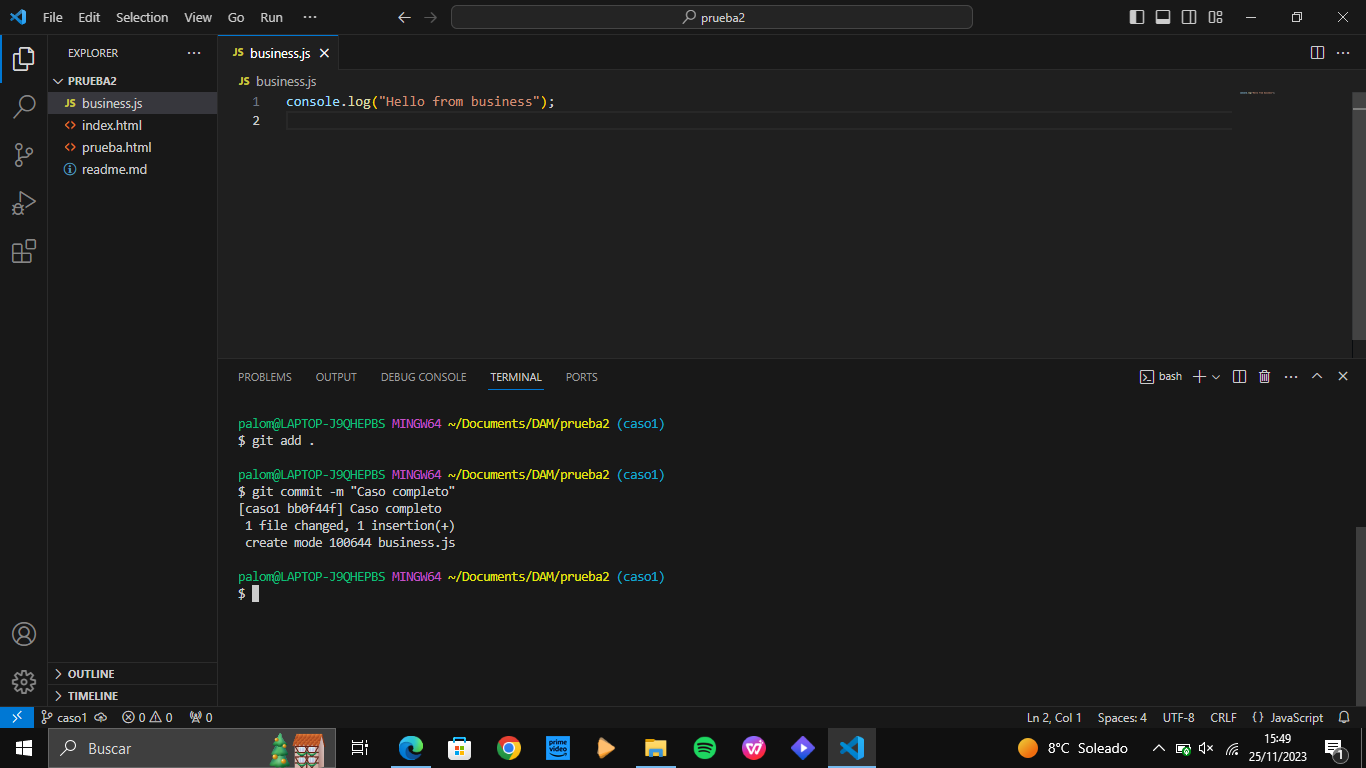 File Edit Selection View Go Run ···
prueba2
EXPLORER ···
PRUEBA2
JS business.js
index.html
prueba.html
readme.md
OUTLINE
TIMELINE
JS business.js
JS business.js
1 console.log("Hello from business");
2
PROBLEMS OUTPUT DEBUG CONSOLE TERMINAL PORTS
bash
palom@LAPTOP-J9QHEPBS MINGW64 ~/Documents/DAM/prueba2 (caso1)
$ git add .
palom@LAPTOP-J9QHEPBS MINGW64 ~/Documents/DAM/prueba2 (caso1)
$ git commit -m "Caso completo"
[caso1 bb0f44f] Caso completo
1 file changed, 1 insertion(+)
create mode 100644 business.js
palom@LAPTOP-J9QHEPBS MINGW64 ~/Documents/DAM/prueba2 (caso1)
$
caso1 0 0 0
Ln 2, Col 1 Spaces: 4 UTF-8 CRLF {} JavaScript
Buscar
prime video
8°C Soleado
15:49
25/11/2023
1